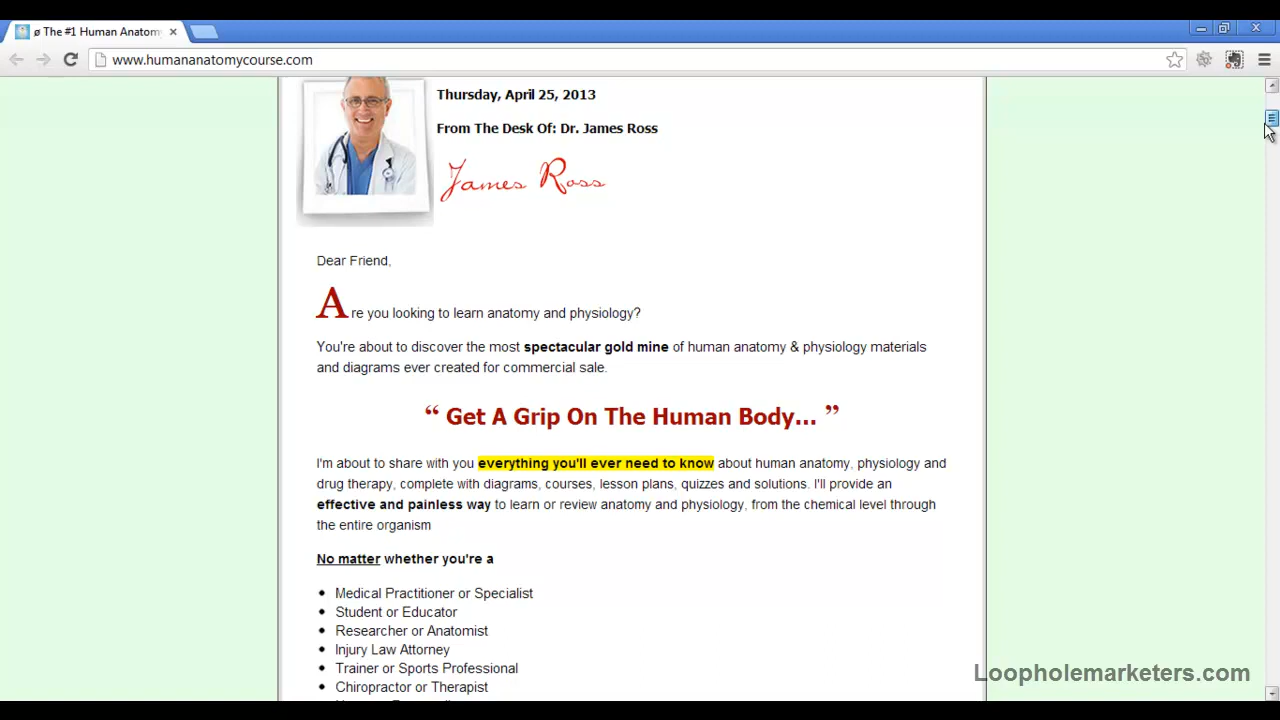 ø The #1 Human Anatom
www.humananatomycourse.com
Thursday, April 25, 2013
From The Desk Of: Dr. James Ross
James Ross
Dear Friend,
Are you looking to learn anatomy and physiology?
You're about to discover the most spectacular gold mine of human anatomy & physiology materials
and diagrams ever created for commercial sale.
“ Get A Grip On The Human Body... ”
I'm about to share with you everything you'll ever need to know about human anatomy, physiology and
drug therapy, complete with diagrams, courses, lesson plans, quizzes and solutions. I'll provide an
effective and painless way to learn or review anatomy and physiology, from the chemical level through
the entire organism
No matter whether you're a
• Medical Practitioner or Specialist
• Student or Educator
• Researcher or Anatomist
• Injury Law Attorney
• Trainer or Sports Professional
• Chiropractor or Therapist
Loopholemarketers.com